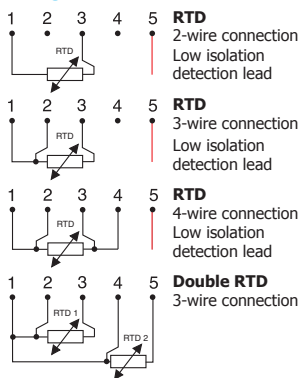 1 2 3 4 5 RTD
RTD
2-wire connection
Low isolation
detection lead
1 2 3 4 5 RTD
RTD
3-wire connection
Low isolation
detection lead
1 2 3 4 5 RTD
RTD
4-wire connection
Low isolation
detection lead
1 2 3 4 5 Double RTD
3-wire connection
RTD 1
RTD 2